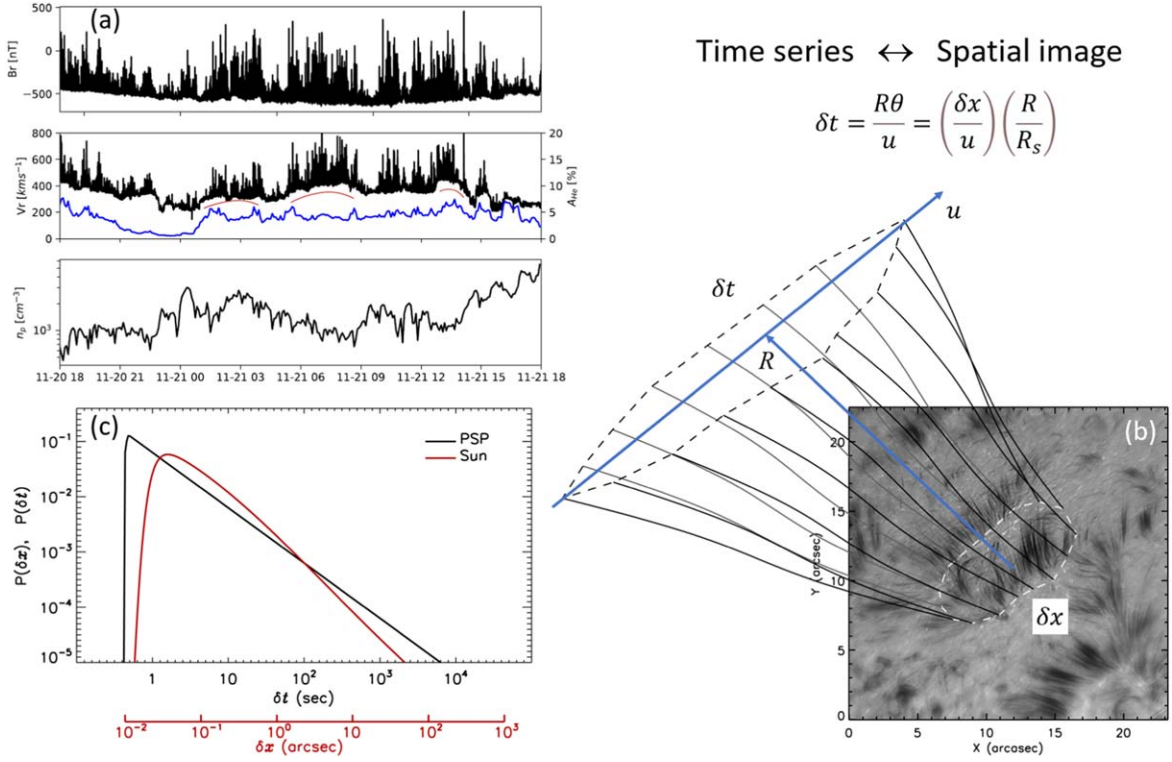 (a)
Br [nT]
500
0
−500
Vr [kms⁻¹]
800
600
400
200
0
20
15
10
5
0
A_He [%]
n_p [cm⁻³]
10³
11-20 18 11-20 21 11-21 00 11-21 03 11-21 06 11-21 09 11-21 12 11-21 15 11-21 18
Time series ↔ Spatial image
δt = Rθ/u = (δx/u)(R/R_s)
u
δt
R
(c)
PSP
Sun
P(δx), P(δt)
10⁻¹
10⁻²
10⁻³
10⁻⁴
10⁻⁵
1 10 10² 10³ 10⁴
δt (sec)
10⁻² 10⁻¹ 10⁰ 10 10² 10³
δx (arcsec)
(b)
δx
Y (arcsec)
20
15
10
5
0
0 5 10 15 20
X (arcsec)